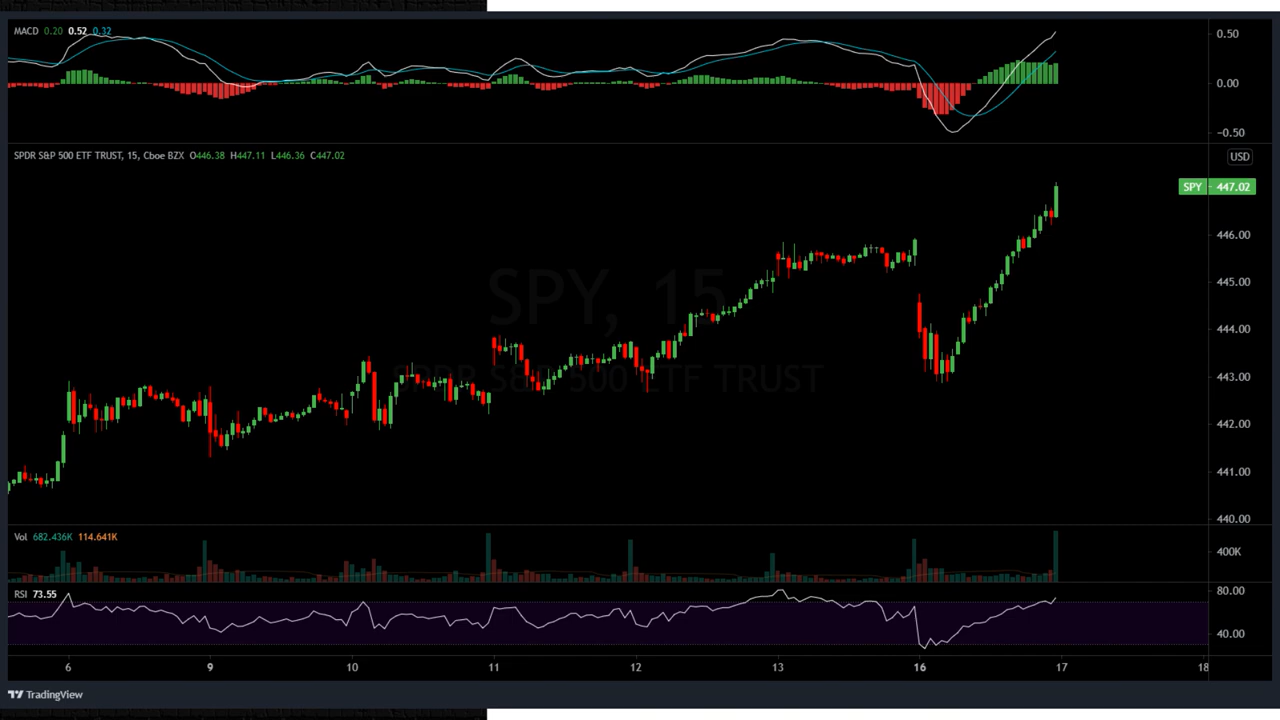 MACD 0.20 0.52 0.32
0.50
0.00
−0.50
SPDR S&P 500 ETF TRUST, 15, Cboe BZX O446.38 H447.11 L446.36 C447.02
USD
SPY 447.02
446.00
445.00
444.00
443.00
442.00
441.00
440.00
SPY, 15
SPDR S&P 500 ETF TRUST
Vol 682.436K 114.641K
400K
RSI 73.55
80.00
40.00
6 9 10 11 12 13 16 17 18
TradingView